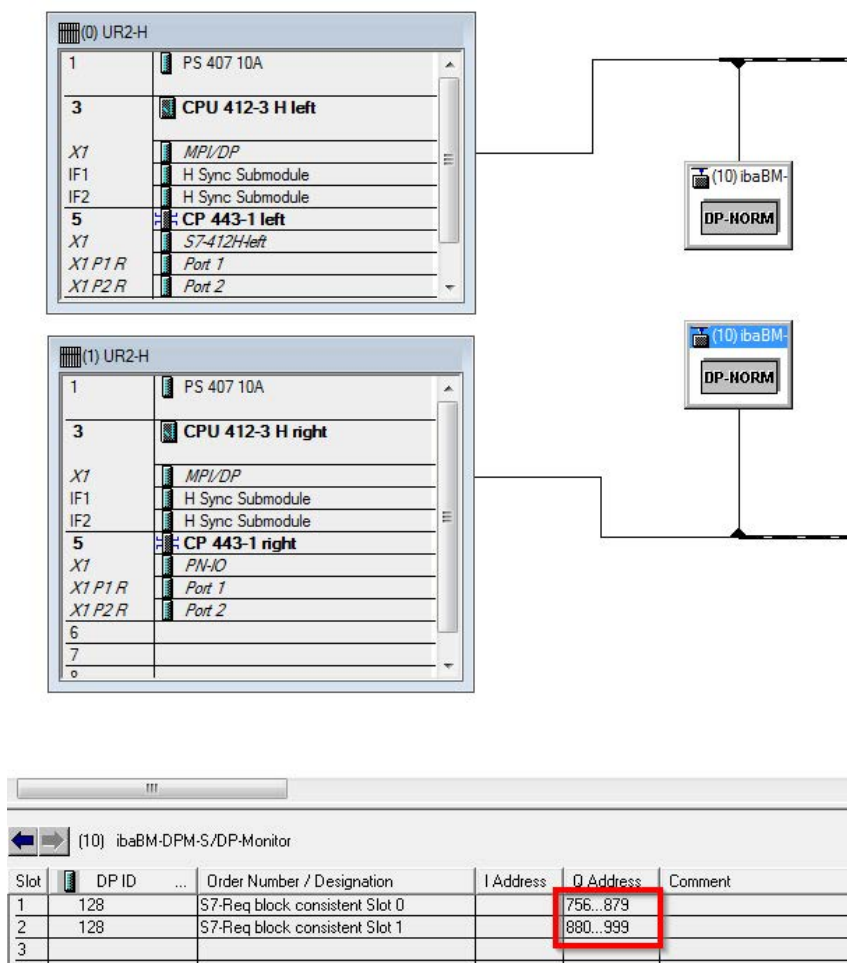 (0) UR2-H
1 PS 407 10A
3 CPU 412-3 H left
X1 MPI/DP
IF1 H Sync Submodule
IF2 H Sync Submodule
5 CP 443-1 left
X1 S7-412H-left
X1 P1 R Port 1
X1 P2 R Port 2
(10) ibaBM-
DP-NORM
(10) ibaBM-
DP-NORM
(1) UR2-H
1 PS 407 10A
3 CPU 412-3 H right
X1 MPI/DP
IF1 H Sync Submodule
IF2 H Sync Submodule
5 CP 443-1 right
X1 PN-IO
X1 P1 R Port 1
X1 P2 R Port 2
6
7
(10) ibaBM-DPM-S/DP-Monitor
Slot DP ID ... Order Number / Designation I Address Q Address Comment
1 128 S7-Req block consistent Slot 0 756...879
2 128 S7-Req block consistent Slot 1 880...999
3